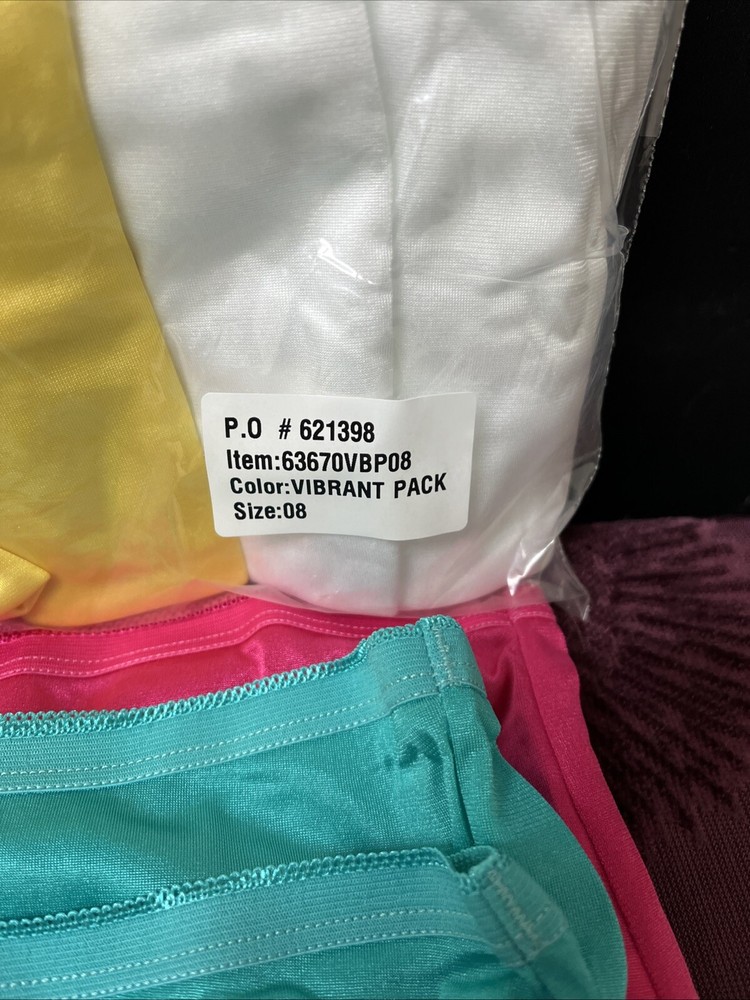 P.O # 621398
Item:63670VBP08
Color:VIBRANT PACK
Size:08